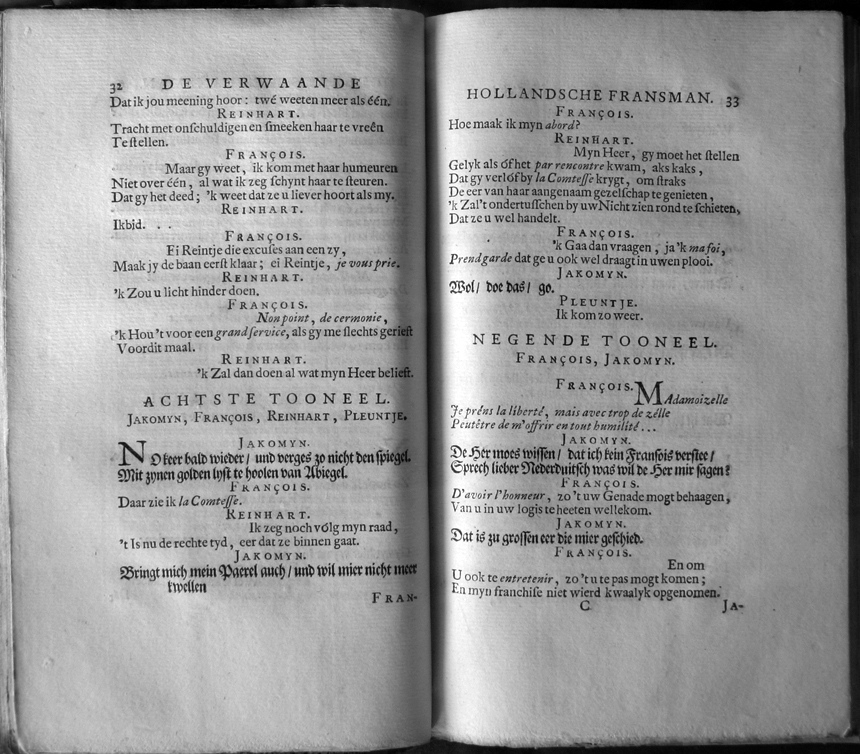 32 DE VERWAANDE
Dat ik jou meening hoor: twé weeten meer als één.
REINHART.
Tracht met onſchuldigen en ſmeeken haar te vreên
Te ſtellen.
FRANÇOIS.
Maar gy weet, ik kom met haar humeuren
Niet over één, al wat ik zeg ſchynt haar te ſteuren.
Dat gy het deed; 'k weet dat ze u liever hoort als my.
REINHART.
Ik bid. . .
FRANÇOIS.
Ei Reintje die excuſes aan een zy,
Maak jy de baan eerſt klaar; ei Reintje, je vous prie.
REINHART.
'k Zou u licht hinder doen.
FRANÇOIS.
Non point, de cermonie,
'k Hou 't voor een grand ſervice, als gy me ſlechts gerieft
Voor dit maal.
REINHART.
'k Zal dan doen al wat myn Heer belieft.
ACHTSTE TOONEEL.
JAKOMYN, FRANÇOIS, REINHART, PLEUNTJE.
JAKOMYN.
NO keer bald wieder / und verges zo nicht den ſpiegel.
Mit zynen golden lyſt te hoolen van Abiegel.
FRANÇOIS.
Daar zie ik la Comteſſe.
REINHART.
Ik zeg noch vólg myn raad,
't Is nu de rechte tyd, eer dat ze binnen gaat.
JAKOMYN.
Bringt mich mein Paerel auch / und wil mier nicht meer
kwellen
FRAN-
HOLLANDSCHE FRANSMAN. 33
FRANÇOIS.
Hoe maak ik myn abord?
REINHART.
Myn Heer, gy moet het ſtellen
Gelyk als óf het par rencontre kwam, aks kaks,
Dat gy verlóf by la Comteſſe krygt, om ſtraks
De eer van haar aangenaam gezelſchap te genieten,
'k Zal 't ondertuſſchen by uw Nicht zien rond te ſchieten,
Dat ze u wel handelt.
FRANÇOIS.
'k Ga a dan vraagen, ja 'k ma foi,
Prendgarde dat ge u ook wel draagt in uwen plooi.
JAKOMYN.
Wol / doe das / go.
PLEUNTJE.
Ik kom zo weer.
NEGENDE TOONEEL.
FRANÇOIS, JAKOMYN.
FRANÇOIS.
MAdamoizelle
Je préns la liberté, mais avec trop de zélle
Peutêtre de m'offrir en tout humilité...
JAKOMYN.
De Her moes wiſſen / dat ich kein Franſois verſtee /
Sprech lieber Nederduitſch was wil de Her mir ſagen?
FRANÇOIS.
D'avoir l'honneur, zo 't uw Genade mogt behaagen,
Van u in uw logis te heeten wellekom.
JAKOMYN.
Dat is zu groſſen eer die mier geſchied.
FRANÇOIS.
En om
U ook te entretenir, zo 't u te pas mogt komen;
En myn franchiſe niet wierd kwaalyk opgenomen.
C JA-